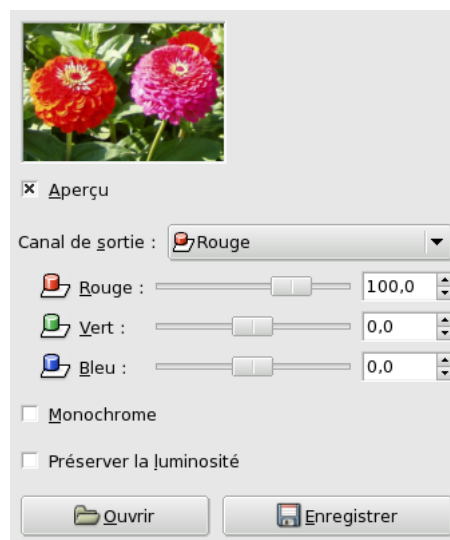 Aperçu
Canal de sortie : Rouge
Rouge : 100,0
Vert : 0,0
Bleu : 0,0
Monochrome
Préserver la luminosité
Ouvrir Enregistrer